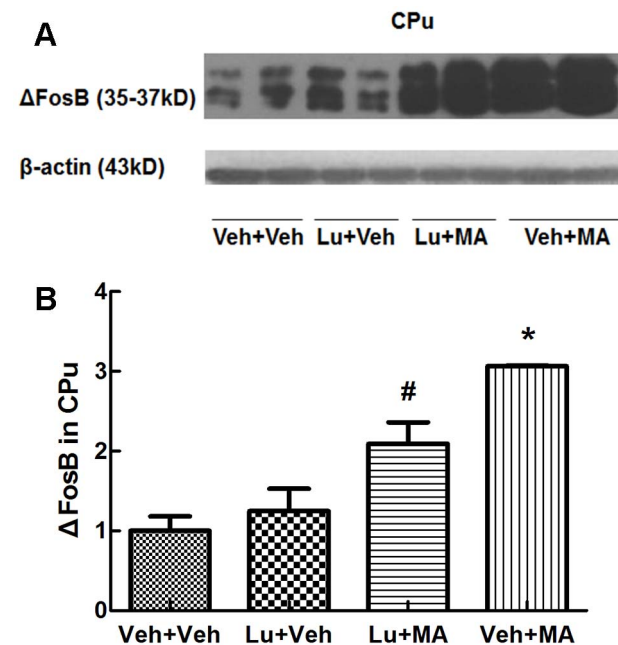 A
CPu
ΔFosB (35-37kD)
β-actin (43kD)
Veh+Veh Lu+Veh Lu+MA Veh+MA
B
4
3
2
1
0
Δ FosB in CPu
#
*
Veh+Veh Lu+Veh Lu+MA Veh+MA